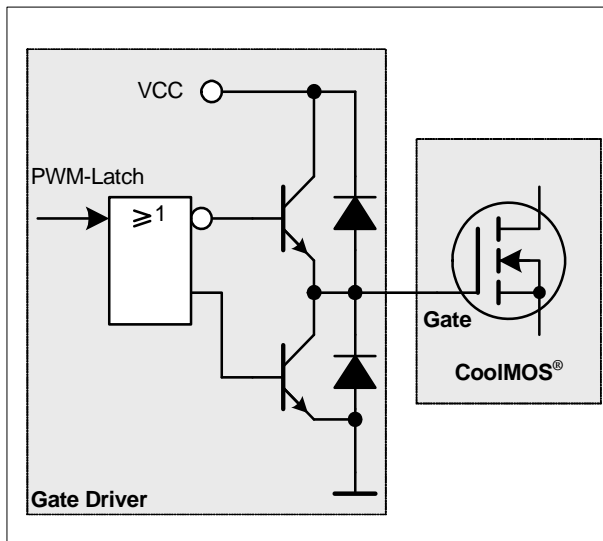 VCC
PWM-Latch
≥1
Gate
CoolMOS®
Gate Driver